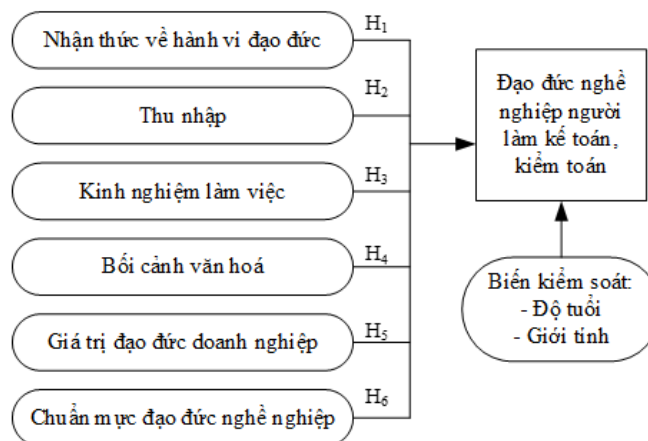 Nhận thức về hành vi đạo đức
H₁
Thu nhập
H₂
Kinh nghiệm làm việc
H₃
Bối cảnh văn hoá
H₄
Giá trị đạo đức doanh nghiệp
H₅
Chuẩn mực đạo đức nghề nghiệp
H₆
Đạo đức nghề
nghiệp người
làm kế toán,
kiểm toán
Biến kiểm soát:
- Độ tuổi
- Giới tính